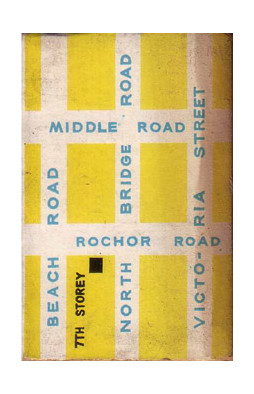 MIDDLE ROAD
ROCHOR ROAD
BEACH ROAD
7TH STOREY
NORTH BRIDGE ROAD
VICTO-RIA STREET